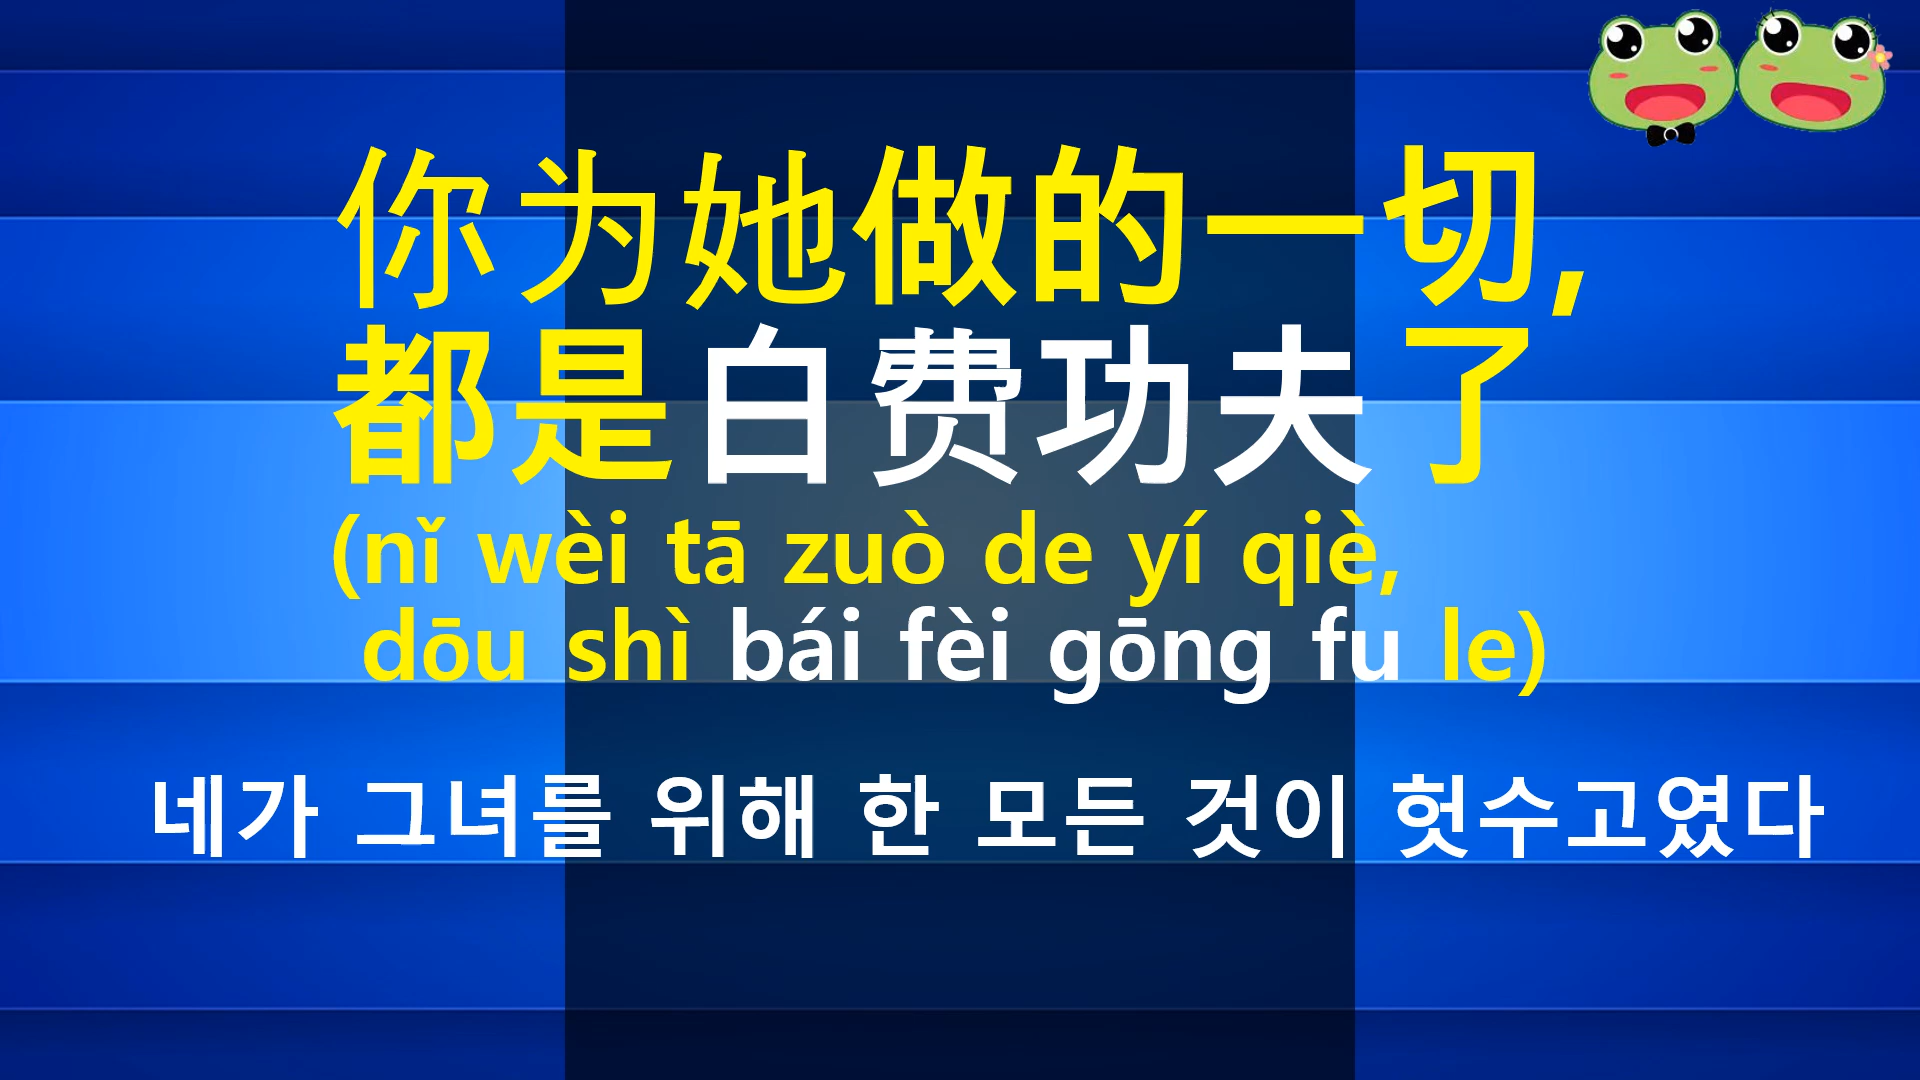 你为她做的一切,
都是白费功夫了
(nǐ wèi tā zuò de yí qiè,
dōu shì bái fèi gōng fu le)
네가 그녀를 위해 한 모든 것이 헛수고였다